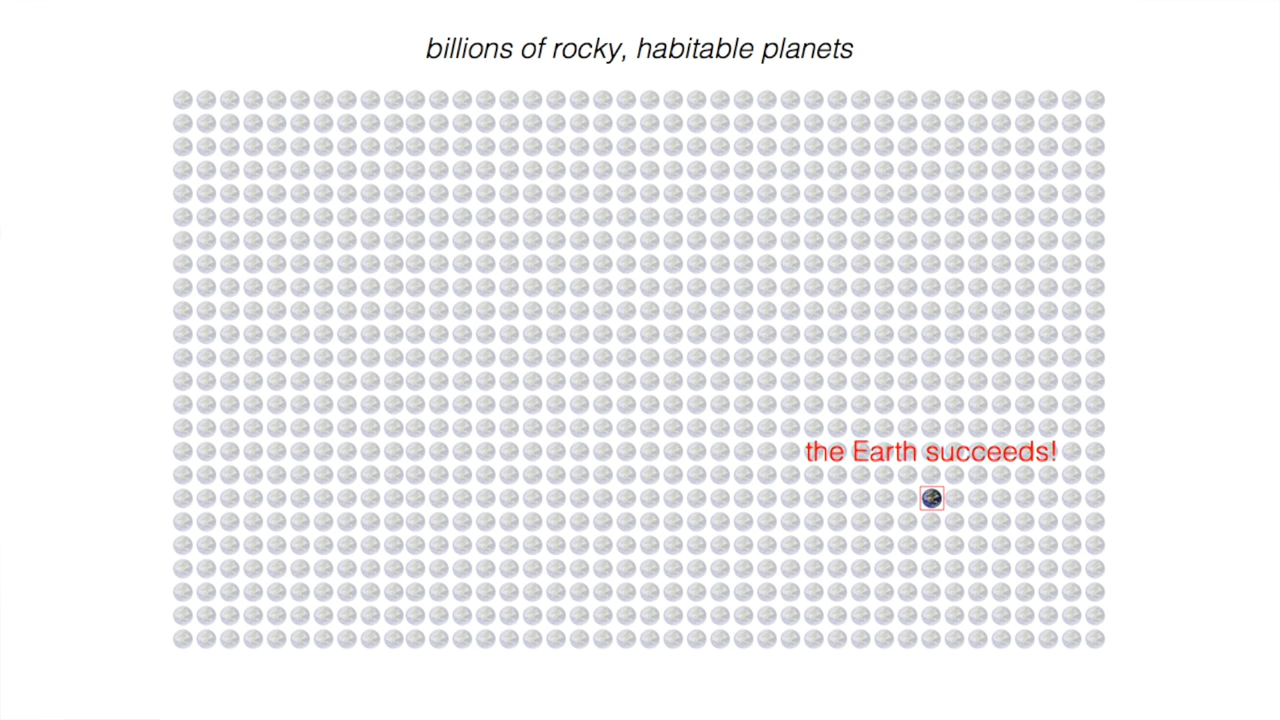 billions of rocky, habitable planets
the Earth succeeds!